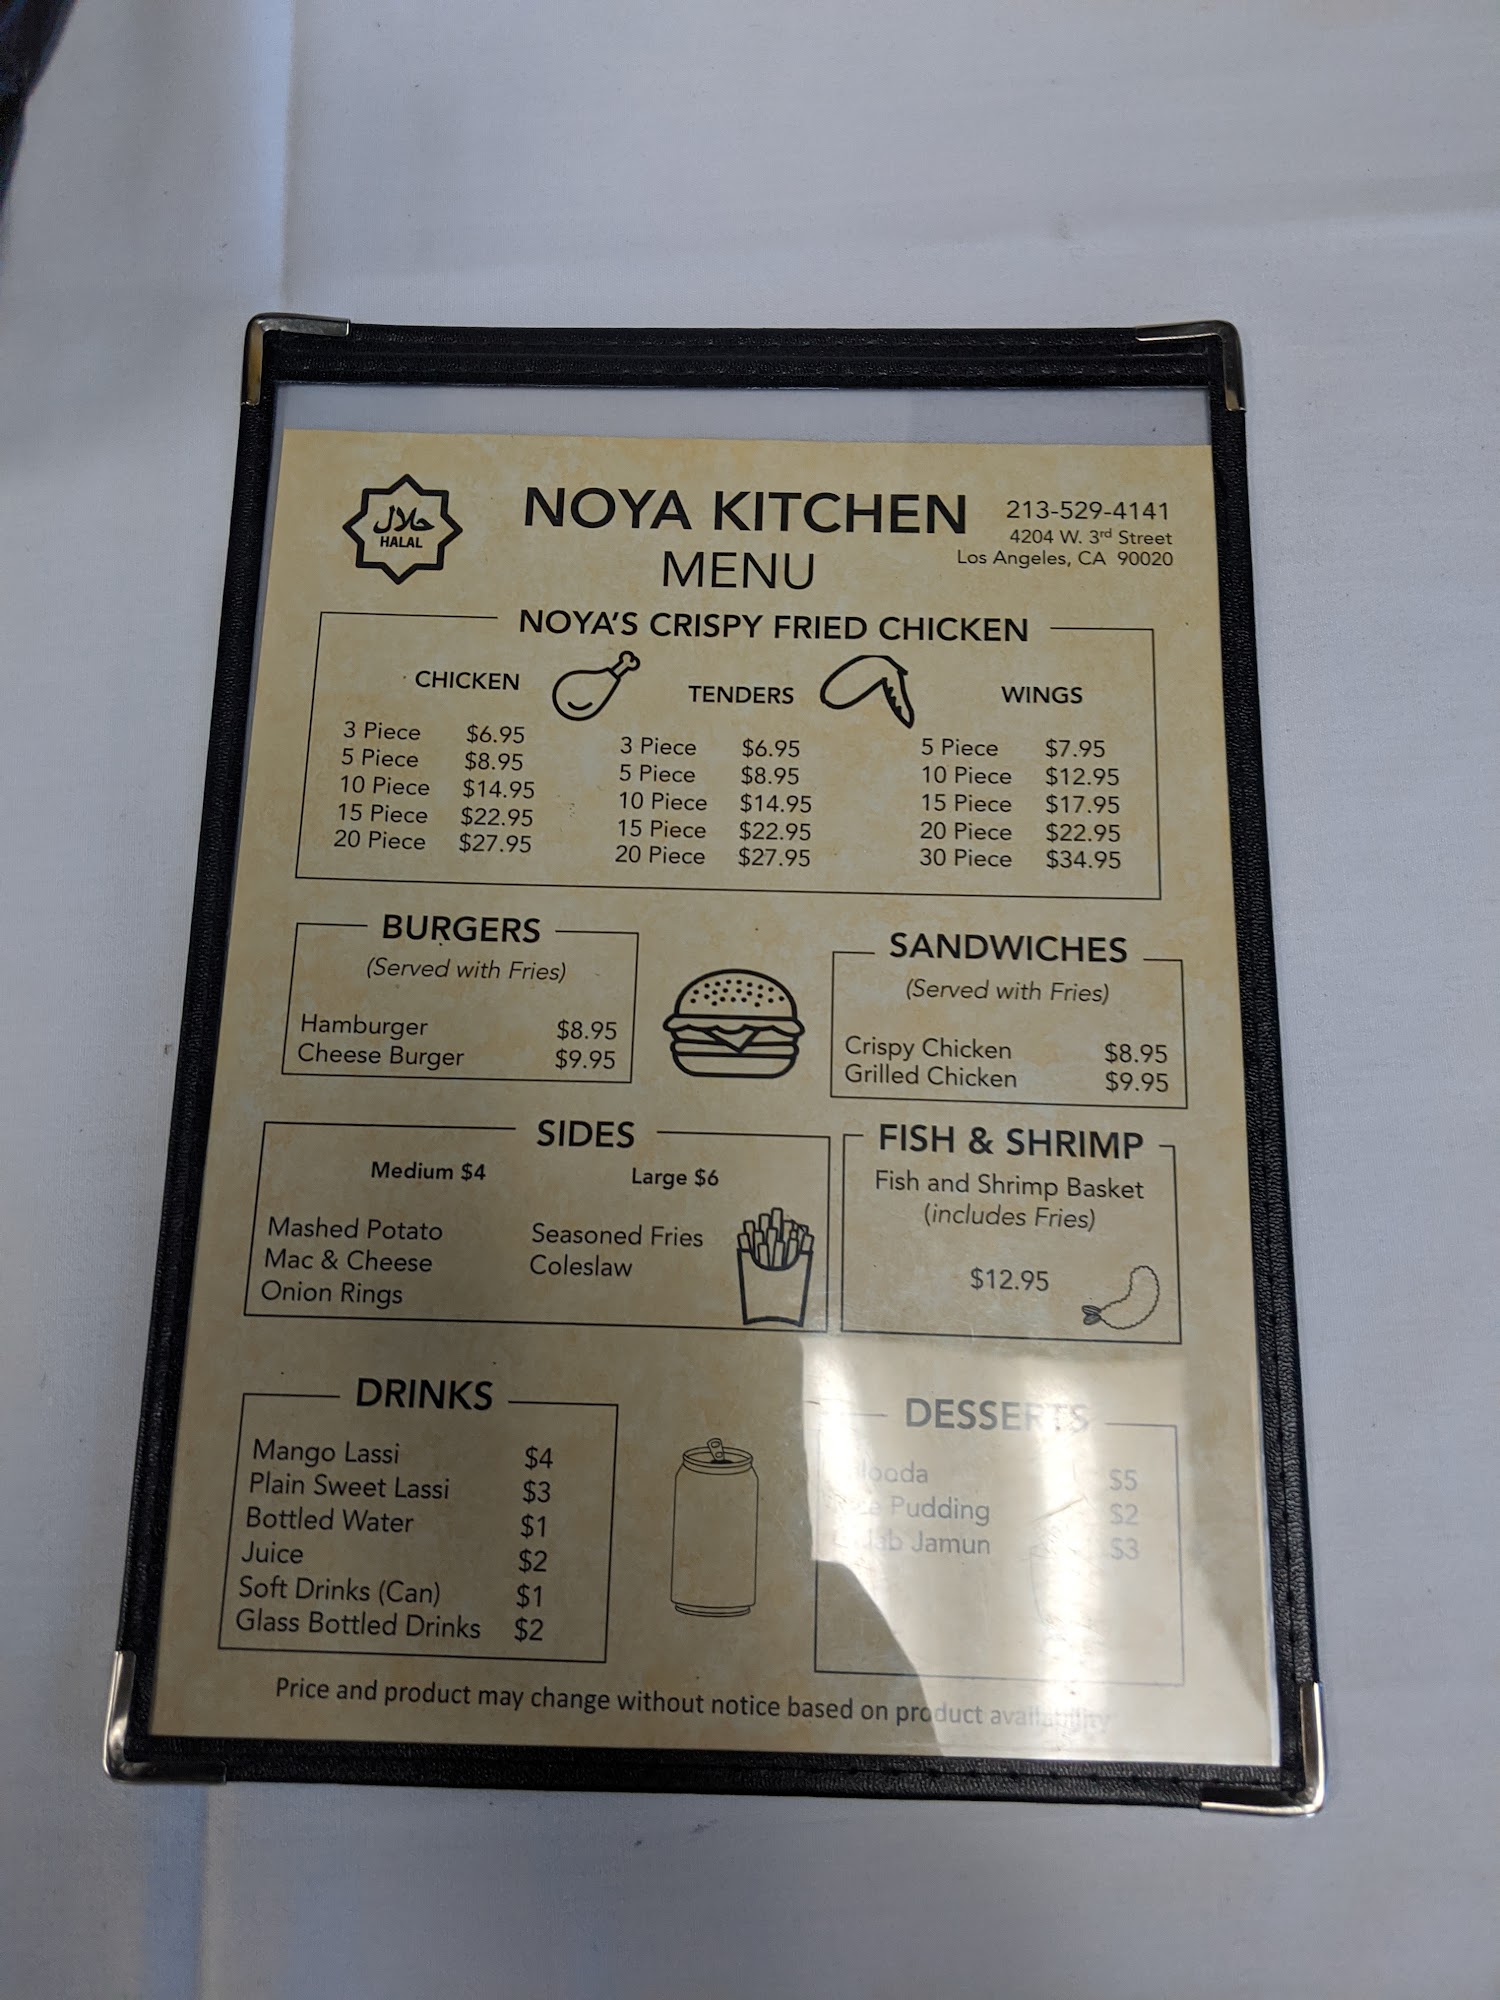 حلال
HALAL
NOYA KITCHEN
MENU
213-529-4141
4204 W. 3rd Street
Los Angeles, CA 90020
NOYA'S CRISPY FRIED CHICKEN
CHICKEN
3 Piece $6.95
5 Piece $8.95
10 Piece $14.95
15 Piece $22.95
20 Piece $27.95
TENDERS
3 Piece $6.95
5 Piece $8.95
10 Piece $14.95
15 Piece $22.95
20 Piece $27.95
WINGS
5 Piece $7.95
10 Piece $12.95
15 Piece $17.95
20 Piece $22.95
30 Piece $34.95
BURGERS
(Served with Fries)
Hamburger $8.95
Cheese Burger $9.95
SANDWICHES
(Served with Fries)
Crispy Chicken $8.95
Grilled Chicken $9.95
SIDES
Medium $4 Large $6
Mashed Potato Seasoned Fries
Mac & Cheese Coleslaw
Onion Rings
FISH & SHRIMP
Fish and Shrimp Basket
(includes Fries)
$12.95
DRINKS
Mango Lassi $4
Plain Sweet Lassi $3
Bottled Water $1
Juice $2
Soft Drinks (Can) $1
Glass Bottled Drinks $2
DESSERTS
$5
Pudding $2
Jamun $3
Price and product may change without notice based on product availability